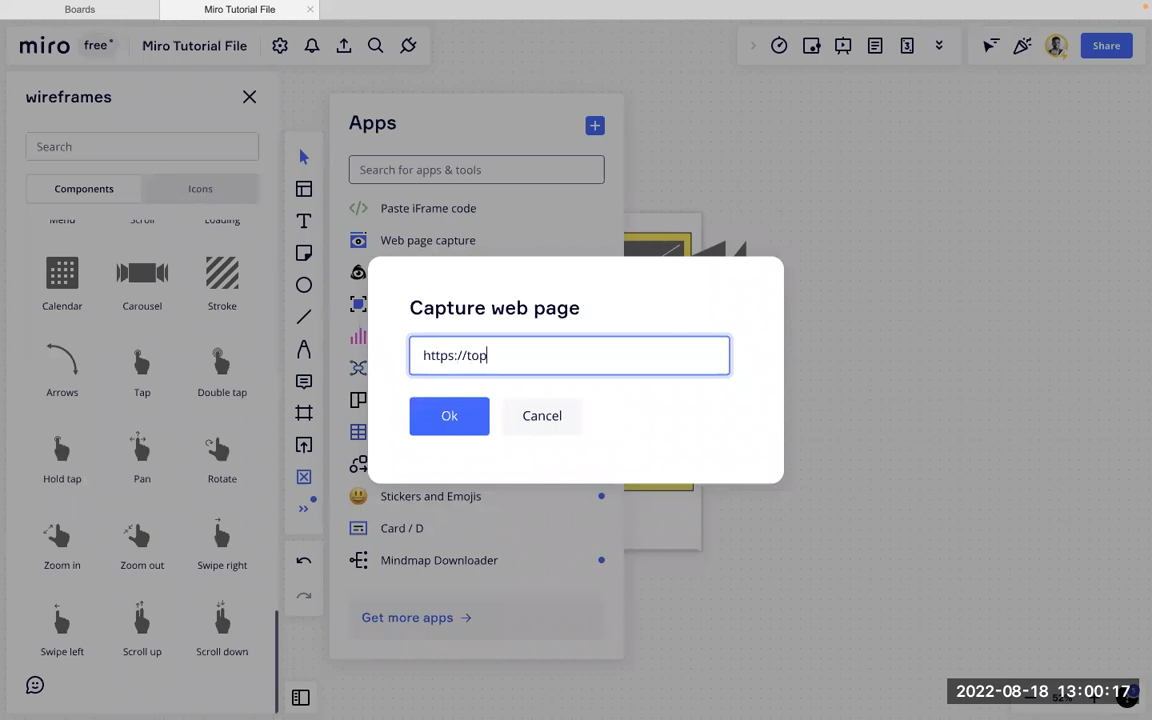 Boards
Miro Tutorial File
miro
free
Miro Tutorial File
Share
wireframes
Search
Components
Icons
Menu
Scroll
Loading
Calendar
Carousel
Stroke
Arrows
Tap
Double tap
Hold tap
Pan
Rotate
Zoom in
Zoom out
Swipe right
Swipe left
Scroll up
Scroll down
Apps
Search for apps & tools
Paste iFrame code
Web page capture
Capture web page
https://top
Ok
Cancel
Stickers and Emojis
Card / D
Mindmap Downloader
Get more apps →
2022-08-18 13:00:17